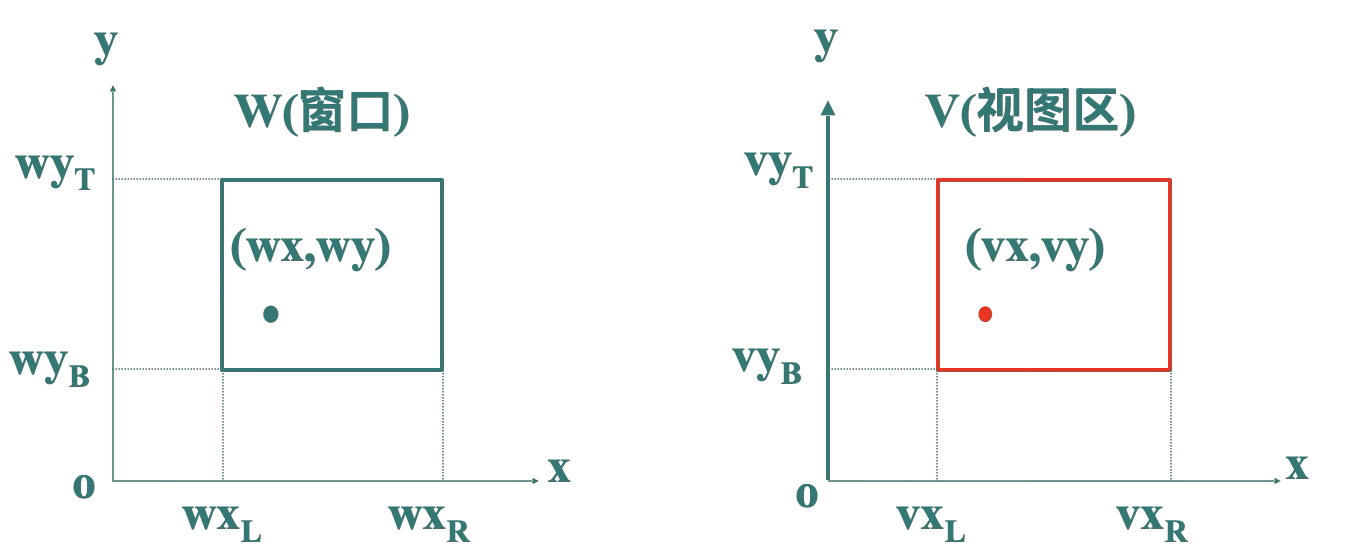 y
W(窗口)
wy_T
(wx,wy)
wy_B
o
x
wx_L
wx_R
y
V(视图区)
vy_T
(vx,vy)
vy_B
o
x
vx_L
vx_R